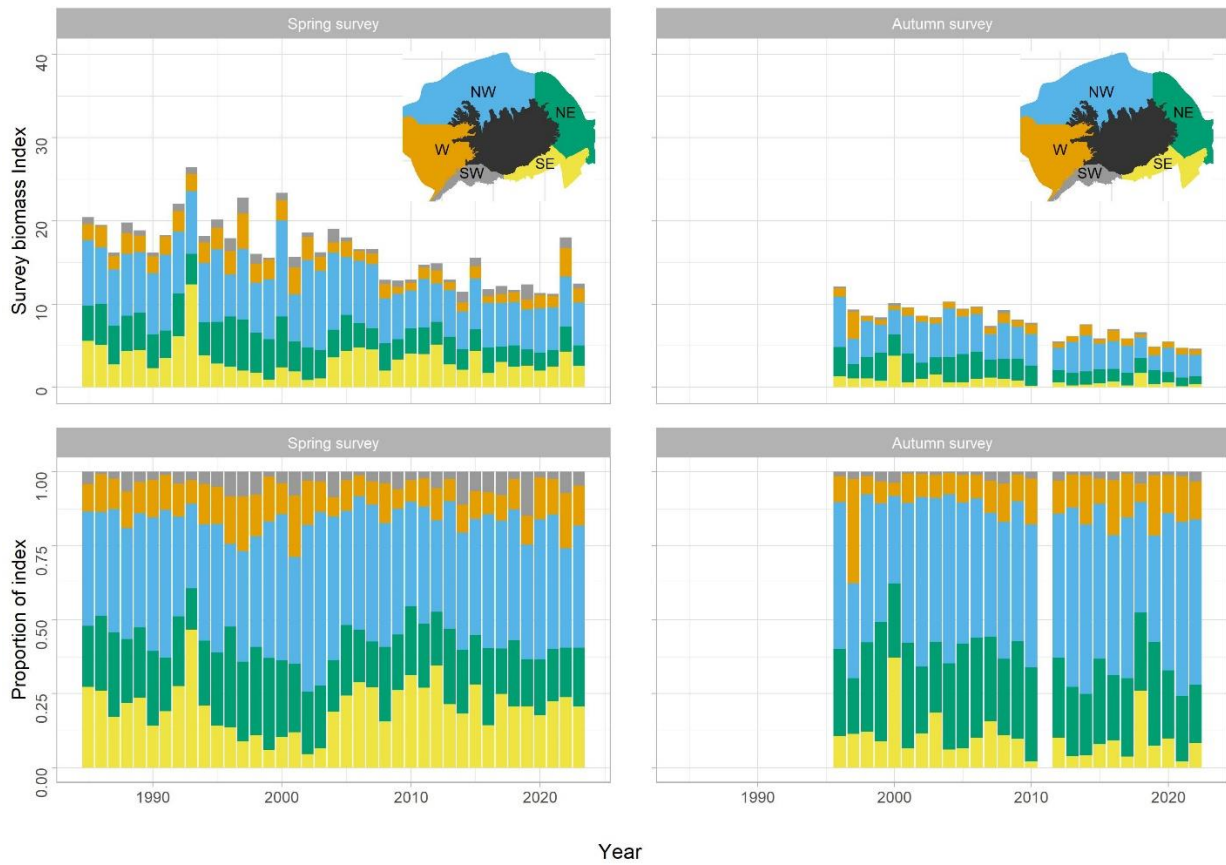 Spring survey
Autumn survey
Survey biomass Index
40
30
20
10
0
NW
NE
W
SW
SE
NW
NE
W
SW
SE
Spring survey
Autumn survey
Proportion of index
1.00
0.75
0.50
0.25
0.00
1990 2000 2010 2020
1990 2000 2010 2020
Year